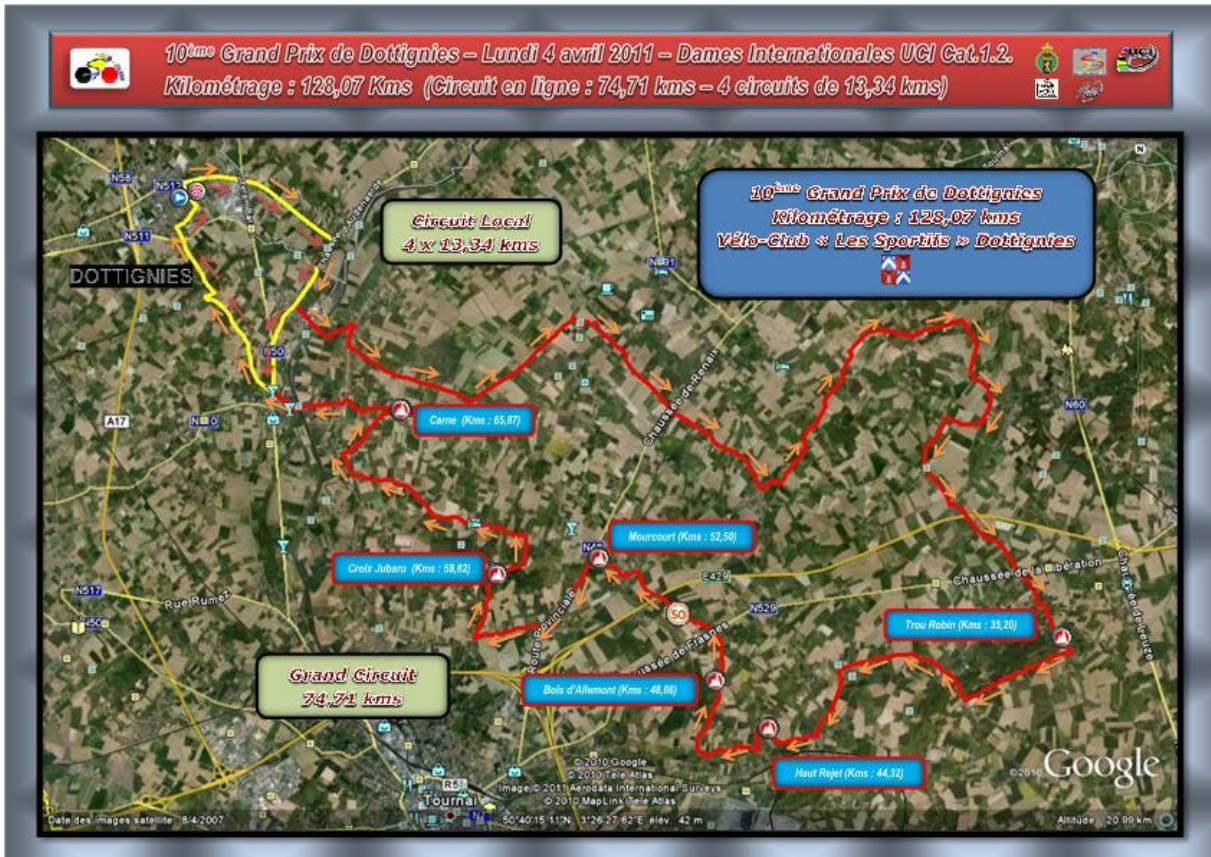 10ème Grand Prix de Dottignies – Lundi 4 avril 2011 – Dames Internationales UCI Cat.1.2.
Kilométrage : 128,07 Kms (Circuit en ligne : 74,71 kms – 4 circuits de 13,34 kms)
UCI
N58
N512
N511
DOTTIGNIES
Circuit Local
4 x 13,34 kms
10ème Grand Prix de Dottignies
Kilométrage : 128,07 kms
Vélo-Club « Les Sportifs » Dottignies
N
Tournai
N50
Chaussée de Renaix
A17
N60
Carne (Kms : 65,87)
Mourcourt (Kms : 52,50)
Croix Jubaru (Kms : 58,82)
E429
Chaussée de la Libération
N517
Rue Rumez
N50
N529
50
Chaussée de Leuze
Trou Robin (Kms : 35,20)
Route Provinciale
Chaussée de Frasnes
Grand Circuit
74,71 kms
Bois d'Allemont (Kms : 48,66)
Haut Rejet (Kms : 44,32)
© 2010 Google
© 2010 Tele Atlas
Image © 2011 Aerodata International Surveys
© 2010 MapLink/Tele Atlas
©2010 Google
Tournai
Date des images satellite 8/4/2007
50°40'15.11"N 3°26'27.62"E élév. 42 m
Altitude 20.99 km